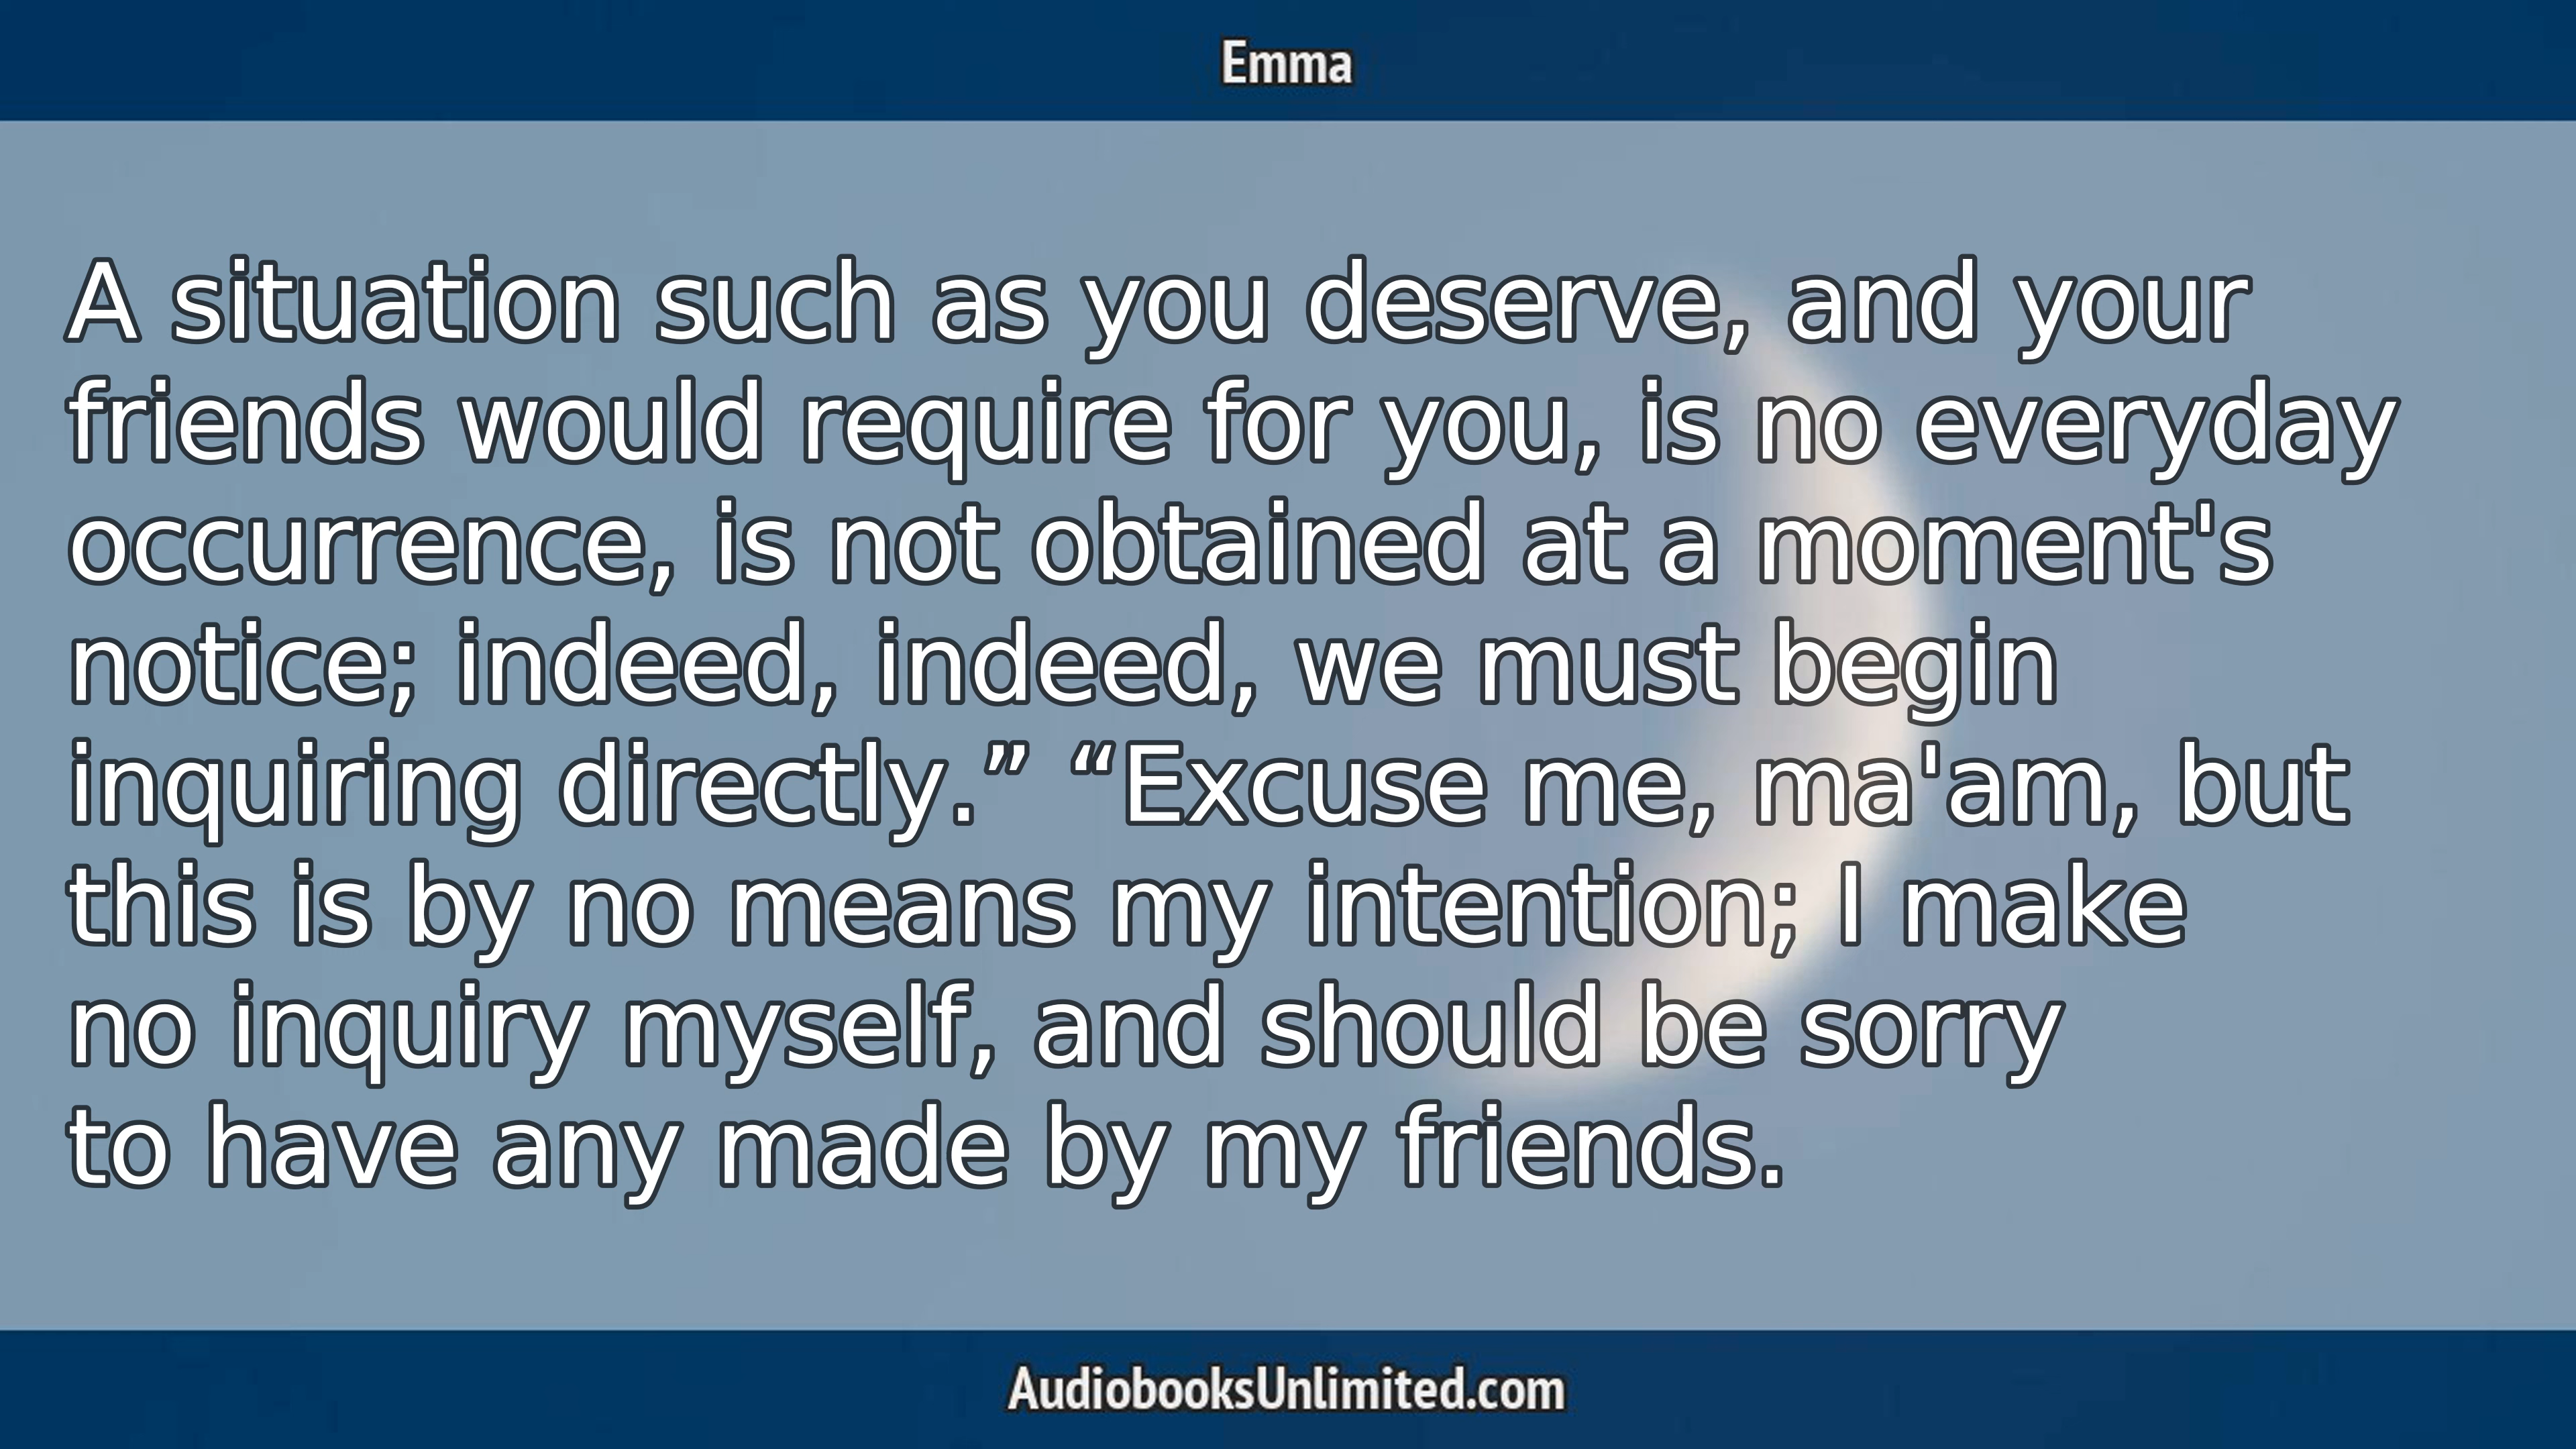 Emma
A situation such as you deserve, and your
friends would require for you, is no everyday
occurrence, is not obtained at a moment's
notice; indeed, indeed, we must begin
inquiring directly.” “Excuse me, ma'am, but
this is by no means my intention; I make
no inquiry myself, and should be sorry
to have any made by my friends.
AudiobooksUnlimited.com